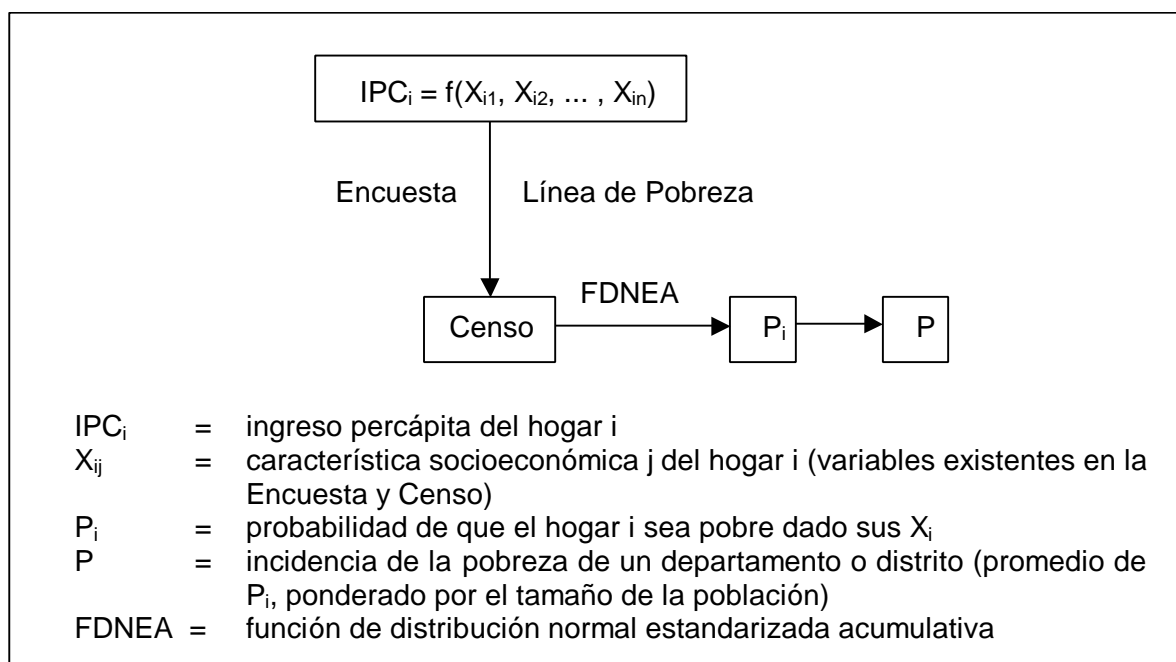 IPCi = f(Xi1, Xi2, ... , Xin)
Encuesta Línea de Pobreza
FDNEA
Censo Pi P
IPCi = ingreso percápita del hogar i
Xij = característica socioeconómica j del hogar i (variables existentes en la
Encuesta y Censo)
Pi = probabilidad de que el hogar i sea pobre dado sus Xi
P = incidencia de la pobreza de un departamento o distrito (promedio de
Pi, ponderado por el tamaño de la población)
FDNEA = función de distribución normal estandarizada acumulativa